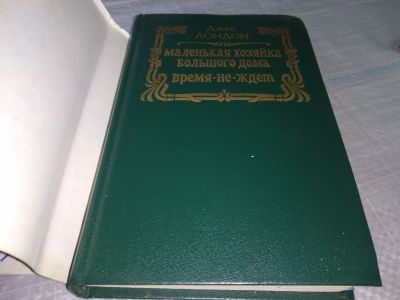 Джек
ЛОНДОН
маленькая хозяйка
большого дома
время-не-ждет